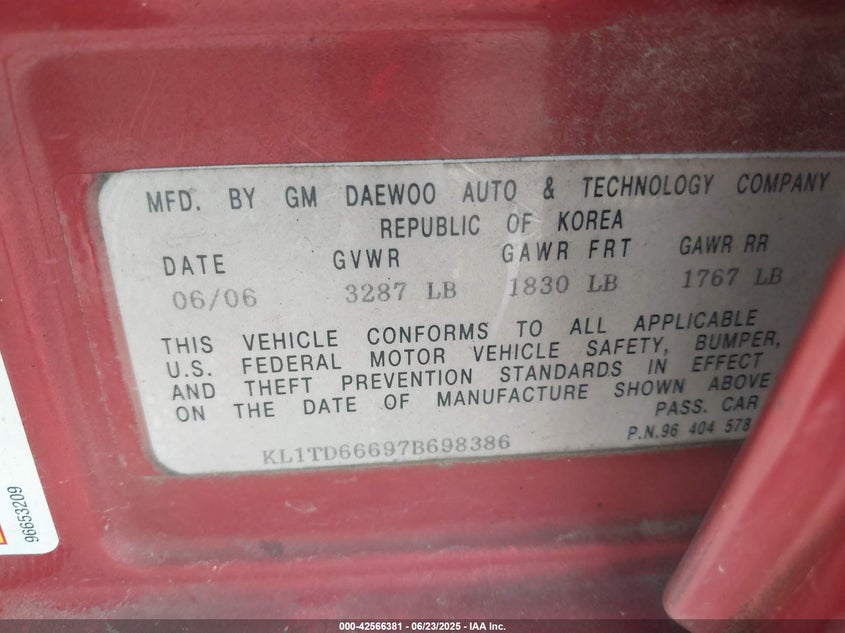 MFD. BY GM DAEWOO AUTO & TECHNOLOGY COMPANY
REPUBLIC OF KOREA
DATE GVWR GAWR FRT GAWR RR
06/06 3287 LB 1830 LB 1767 LB
THIS VEHICLE CONFORMS TO ALL APPLICABLE
U.S. FEDERAL MOTOR VEHICLE SAFETY, BUMPER,
AND THEFT PREVENTION STANDARDS IN EFFECT
ON THE DATE OF MANUFACTURE SHOWN ABOVE
PASS. CAR
KL1TD66697B698386
P.N.96 404 578
96653209
000-42566381 - 06/23/2025 - IAA Inc.